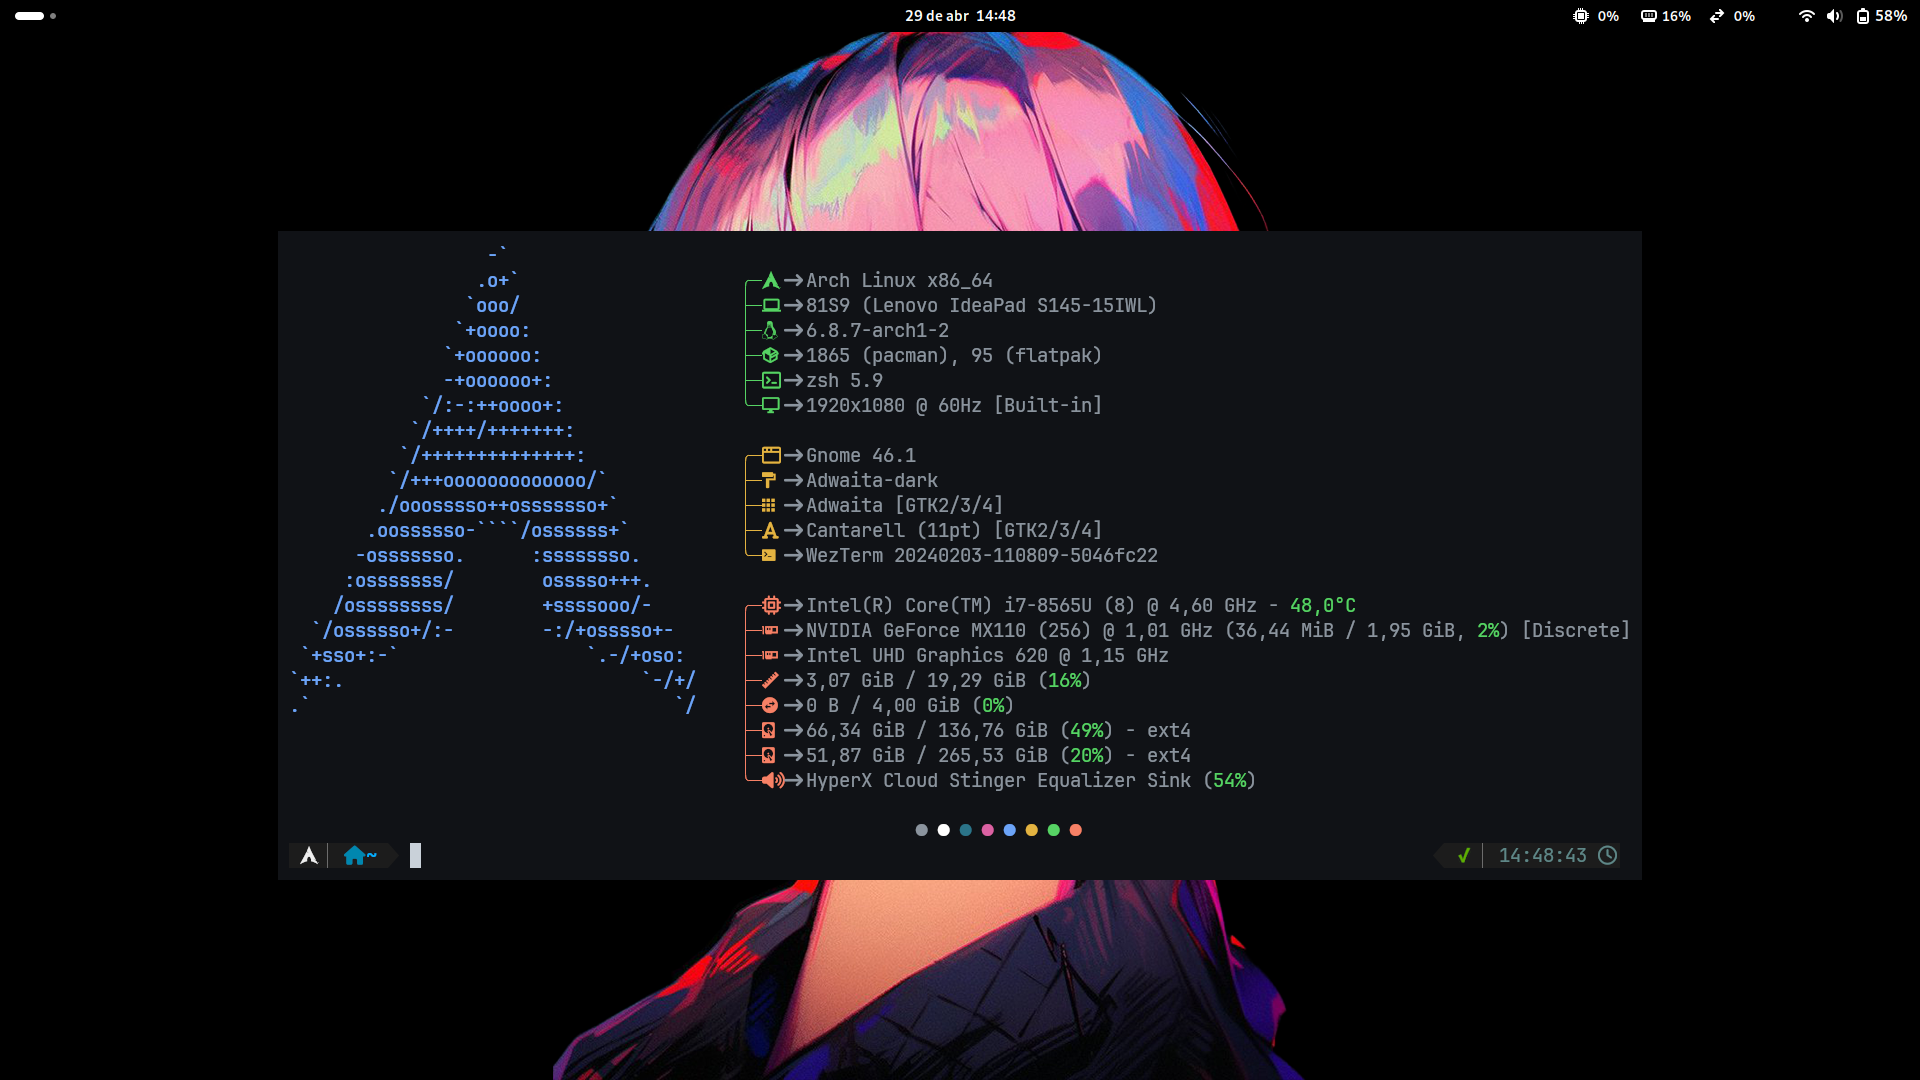 29 de abr 14:48
0% 16% 0% 58%
-`
.o+`
`ooo/
`+oooo:
`+oooooo:
-+oooooo+:
`/:-:++oooo+:
`/++++/+++++++:
`/++++++++++++++:
`/+++ooooooooooooo/`
./ooosssso++osssssso+`
.oossssso-````/ossssss+`
-osssssso.      :ssssssso.
:osssssss/        osssso+++.
/ossssssss/        +ssssooo/-
`/ossssso+/:-        -:/+osssso+-
`+sso+:-`                 `.-/+oso:
`++:.                           `-/+/
.`                                 `/
Arch Linux x86_64
81S9 (Lenovo IdeaPad S145-15IWL)
6.8.7-arch1-2
1865 (pacman), 95 (flatpak)
zsh 5.9
1920x1080 @ 60Hz [Built-in]
Gnome 46.1
Adwaita-dark
Adwaita [GTK2/3/4]
Cantarell (11pt) [GTK2/3/4]
WezTerm 20240203-110809-5046fc22
Intel(R) Core(TM) i7-8565U (8) @ 4,60 GHz - 48,0°C
NVIDIA GeForce MX110 (256) @ 1,01 GHz (36,44 MiB / 1,95 GiB, 2%) [Discrete]
Intel UHD Graphics 620 @ 1,15 GHz
3,07 GiB / 19,29 GiB (16%)
0 B / 4,00 GiB (0%)
66,34 GiB / 136,76 GiB (49%) - ext4
51,87 GiB / 265,53 GiB (20%) - ext4
HyperX Cloud Stinger Equalizer Sink (54%)
~ 14:48:43